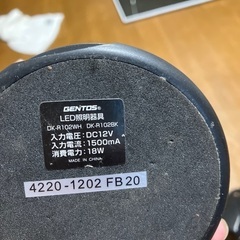 GENTOS
LED照明器具
DK-R102WH DK-R102BK
入力電圧:DC12V
入力電流:1500mA
消費電力:18W
MADE IN CHINA
4220-1202 FB20